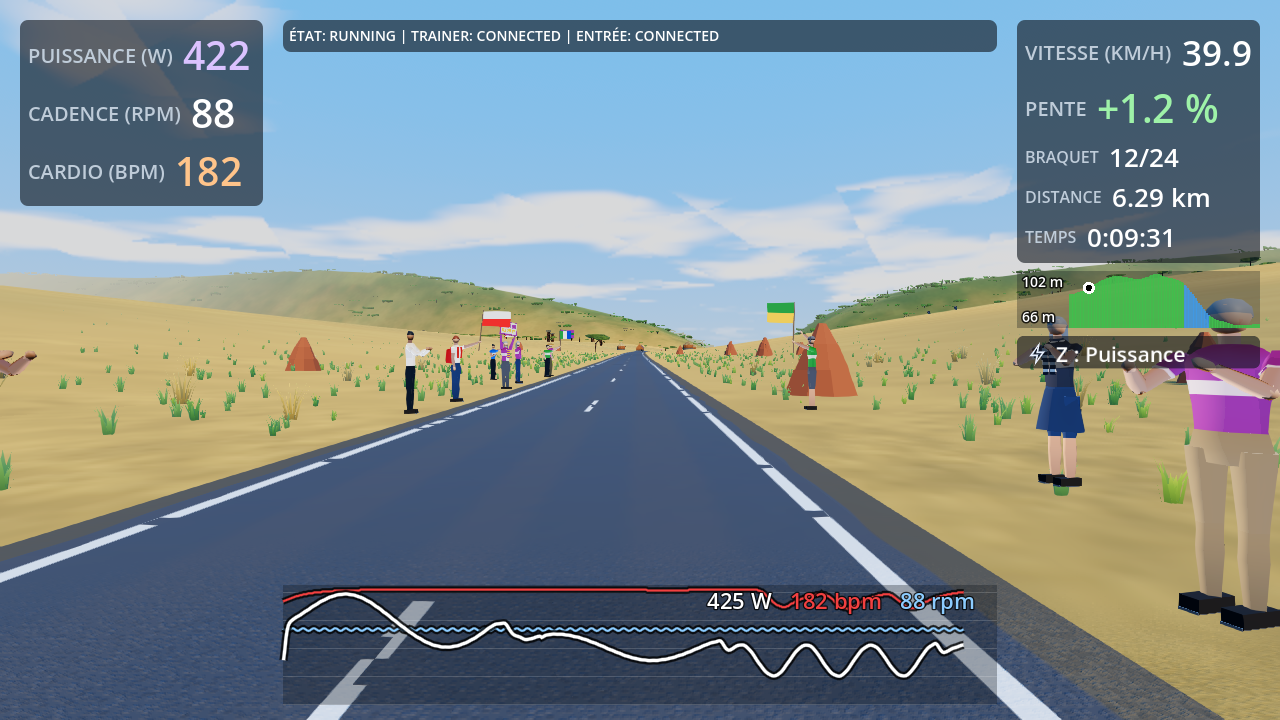 PUISSANCE (W) 422
CADENCE (RPM) 88
CARDIO (BPM) 182
ÉTAT: RUNNING | TRAINER: CONNECTED | ENTRÉE: CONNECTED
VITESSE (KM/H) 39.9
PENTE +1.2 %
BRAQUET 12/24
DISTANCE 6.29 km
TEMPS 0:09:31
102 m
66 m
Z : Puissance
425 W 182 bpm 88 rpm